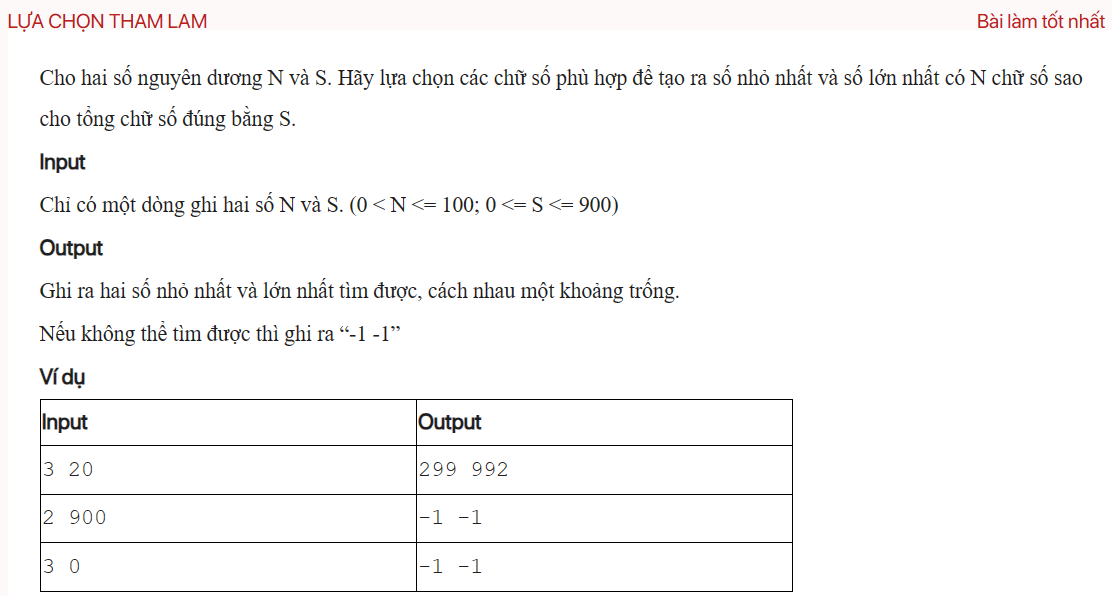 LỰA CHỌN THAM LAM
Bài làm tốt nhất
Cho hai số nguyên dương N và S. Hãy lựa chọn các chữ số phù hợp để tạo ra số nhỏ nhất và số lớn nhất có N chữ số sao
cho tổng chữ số đúng bằng S.
Input
Chỉ có một dòng ghi hai số N và S. (0 < N <= 100; 0 <= S <= 900)
Output
Ghi ra hai số nhỏ nhất và lớn nhất tìm được, cách nhau một khoảng trống.
Nếu không thể tìm được thì ghi ra “-1 -1”
Ví dụ
Input Output
3 20 299 992
2 900 -1 -1
3 0 -1 -1